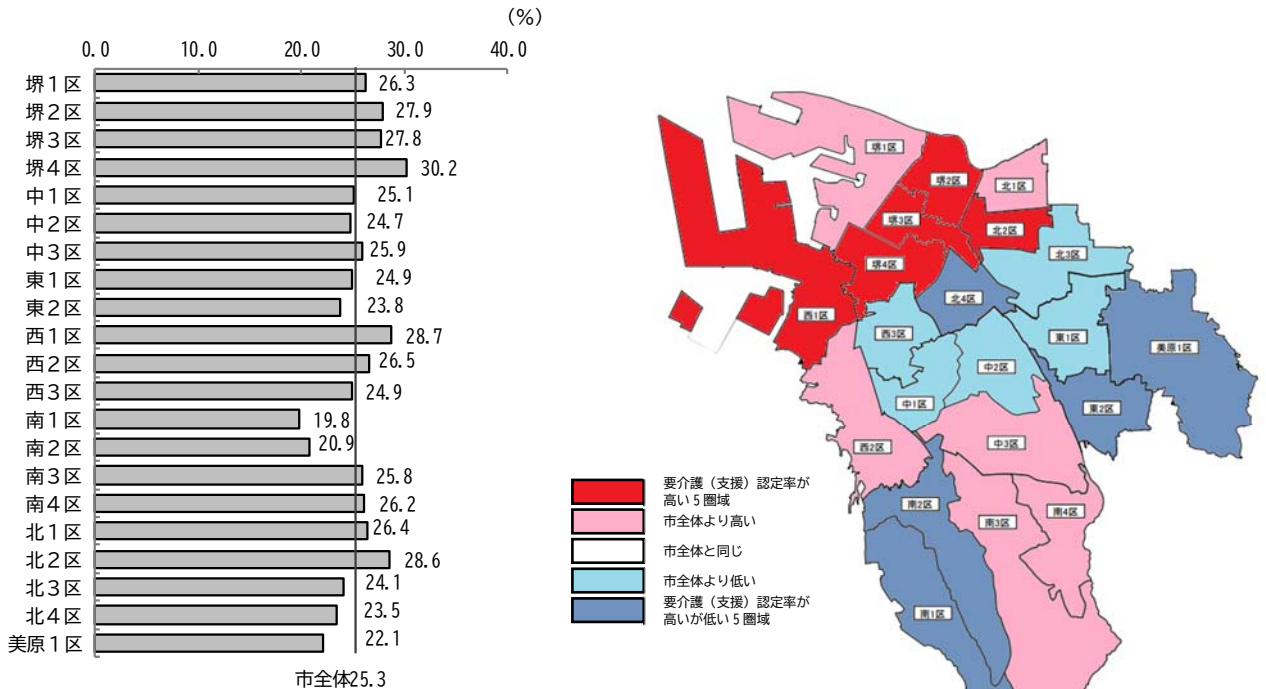 (%)
0.0 10.0 20.0 30.0 40.0
堺1区 26.3
堺2区 27.9
堺3区 27.8
堺4区 30.2
中1区 25.1
中2区 24.7
中3区 25.9
東1区 24.9
東2区 23.8
西1区 28.7
西2区 26.5
西3区 24.9
南1区 19.8
南2区 20.9
南3区 25.8
南4区 26.2
北1区 26.4
北2区 28.6
北3区 24.1
北4区 23.5
美原1区 22.1
市全体25.3
堺1区
堺2区
北1区
堺3区
北2区
北3区
堺4区
北4区
西1区
西3区
東1区
美原1区
中2区
中1区
東2区
西2区
中3区
南2区
南3区
南4区
南1区
要介護(支援)認定率が
高い5圏域
市全体より高い
市全体と同じ
市全体より低い
要介護(支援)認定率が
高いが低い5圏域